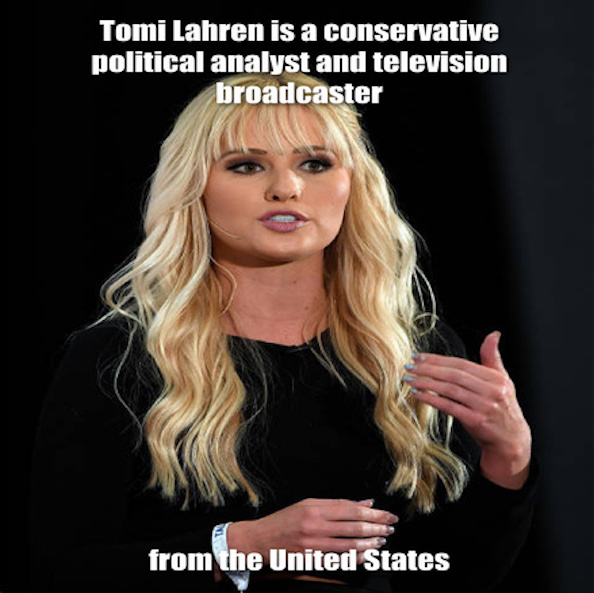 Tomi Lahren is a conservative
political analyst and television
broadcaster
from the United States